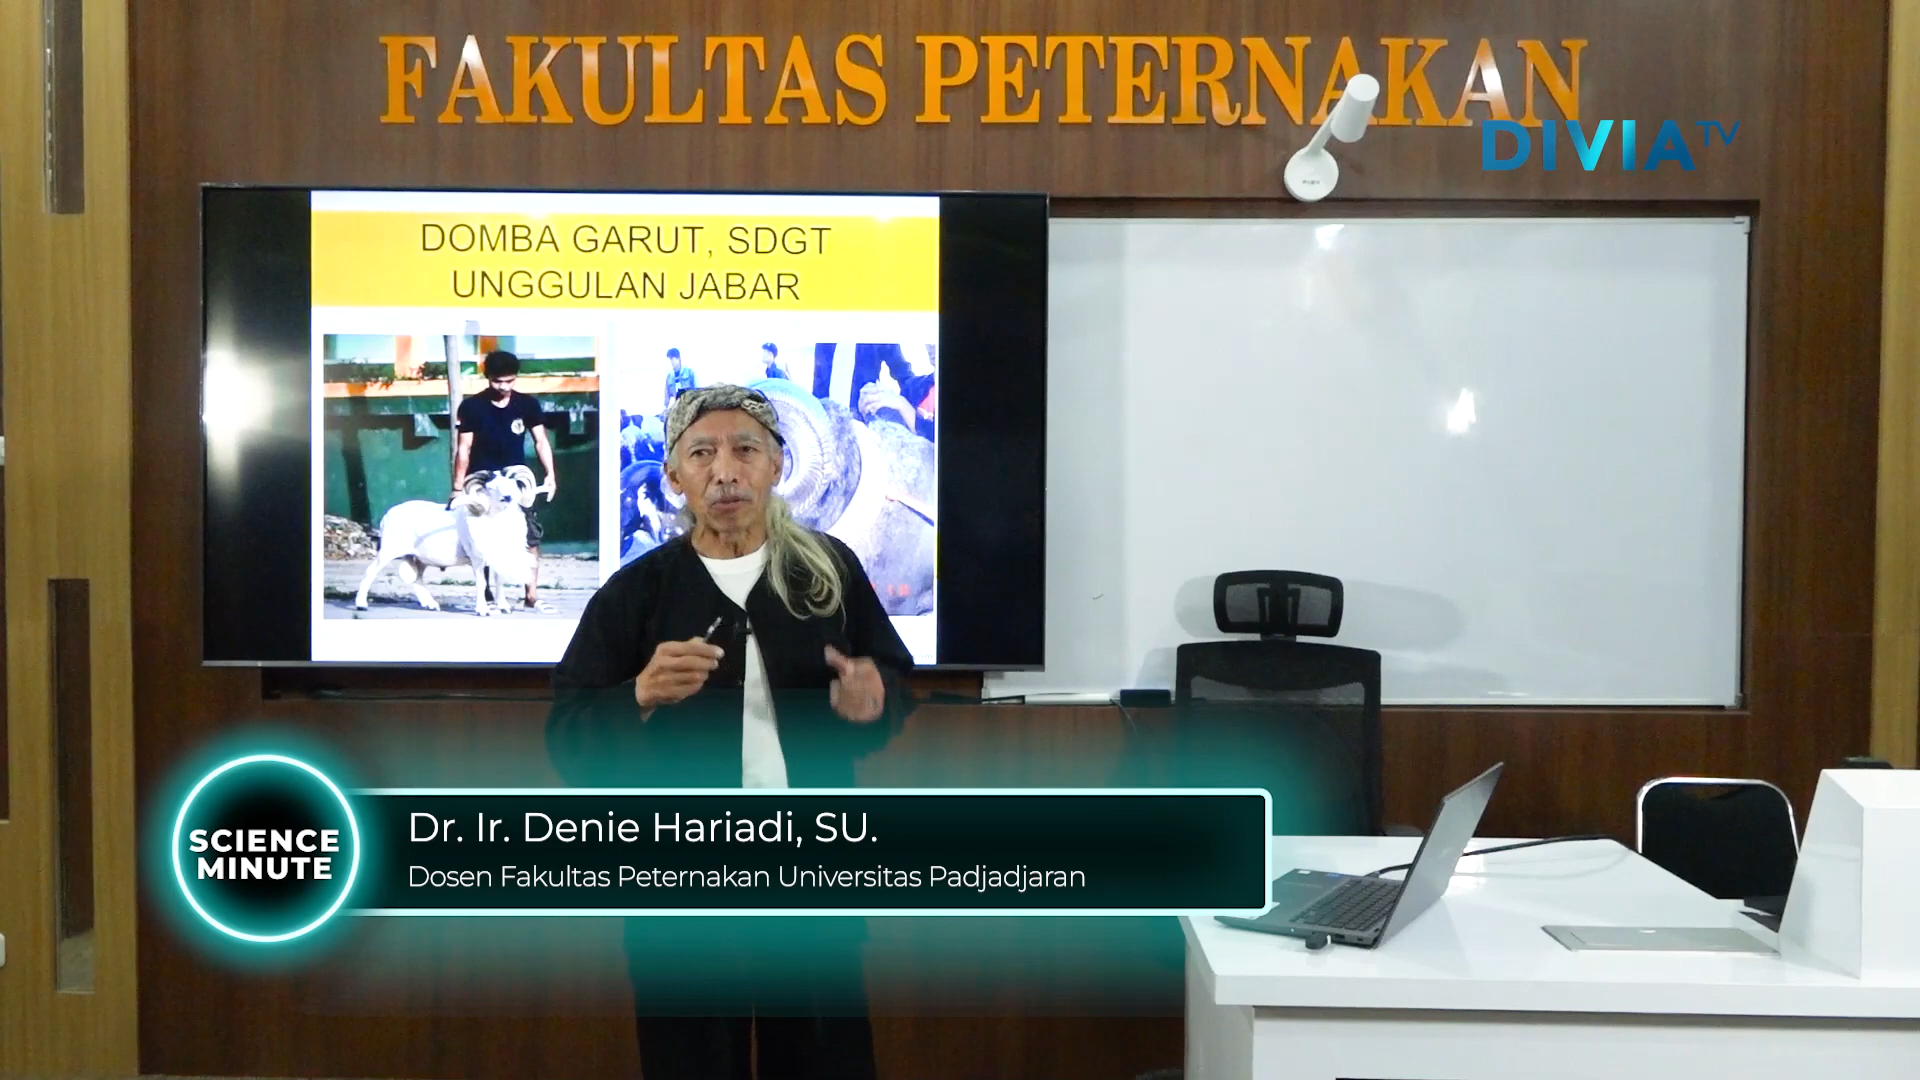 FAKULTAS PETERNAKAN
DIVIA TV
DOMBA GARUT, SDGT
UNGGULAN JABAR
SCIENCE
MINUTE
Dr. Ir. Denie Hariadi, SU.
Dosen Fakultas Peternakan Universitas Padjadjaran